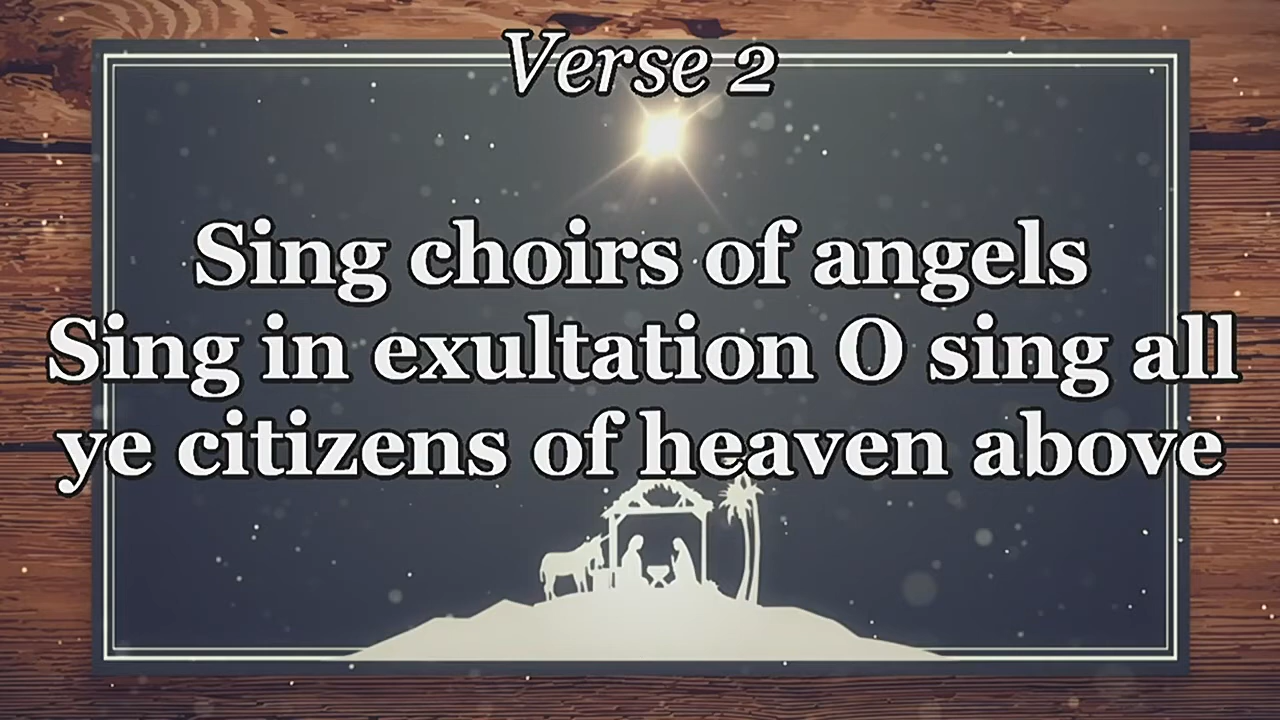 Verse 2
Sing choirs of angels
Sing in exultation O sing all
ye citizens of heaven above